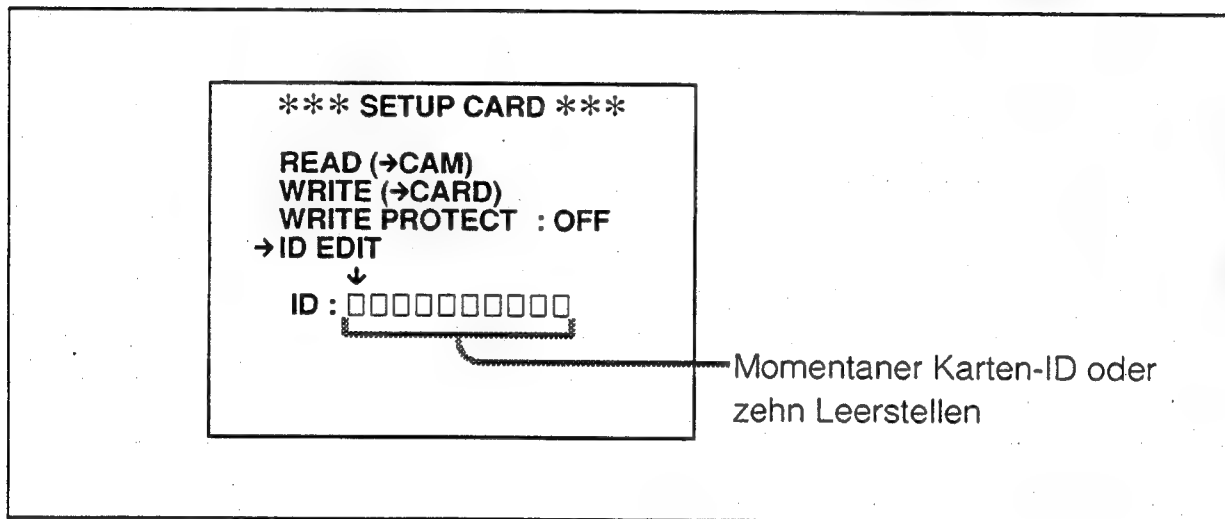 *** SETUP CARD ***
READ (→CAM)
WRITE (→CARD)
WRITE PROTECT : OFF
→ID EDIT
↓
ID : □□□□□□□□□□
Momentaner Karten-ID oder
zehn Leerstellen